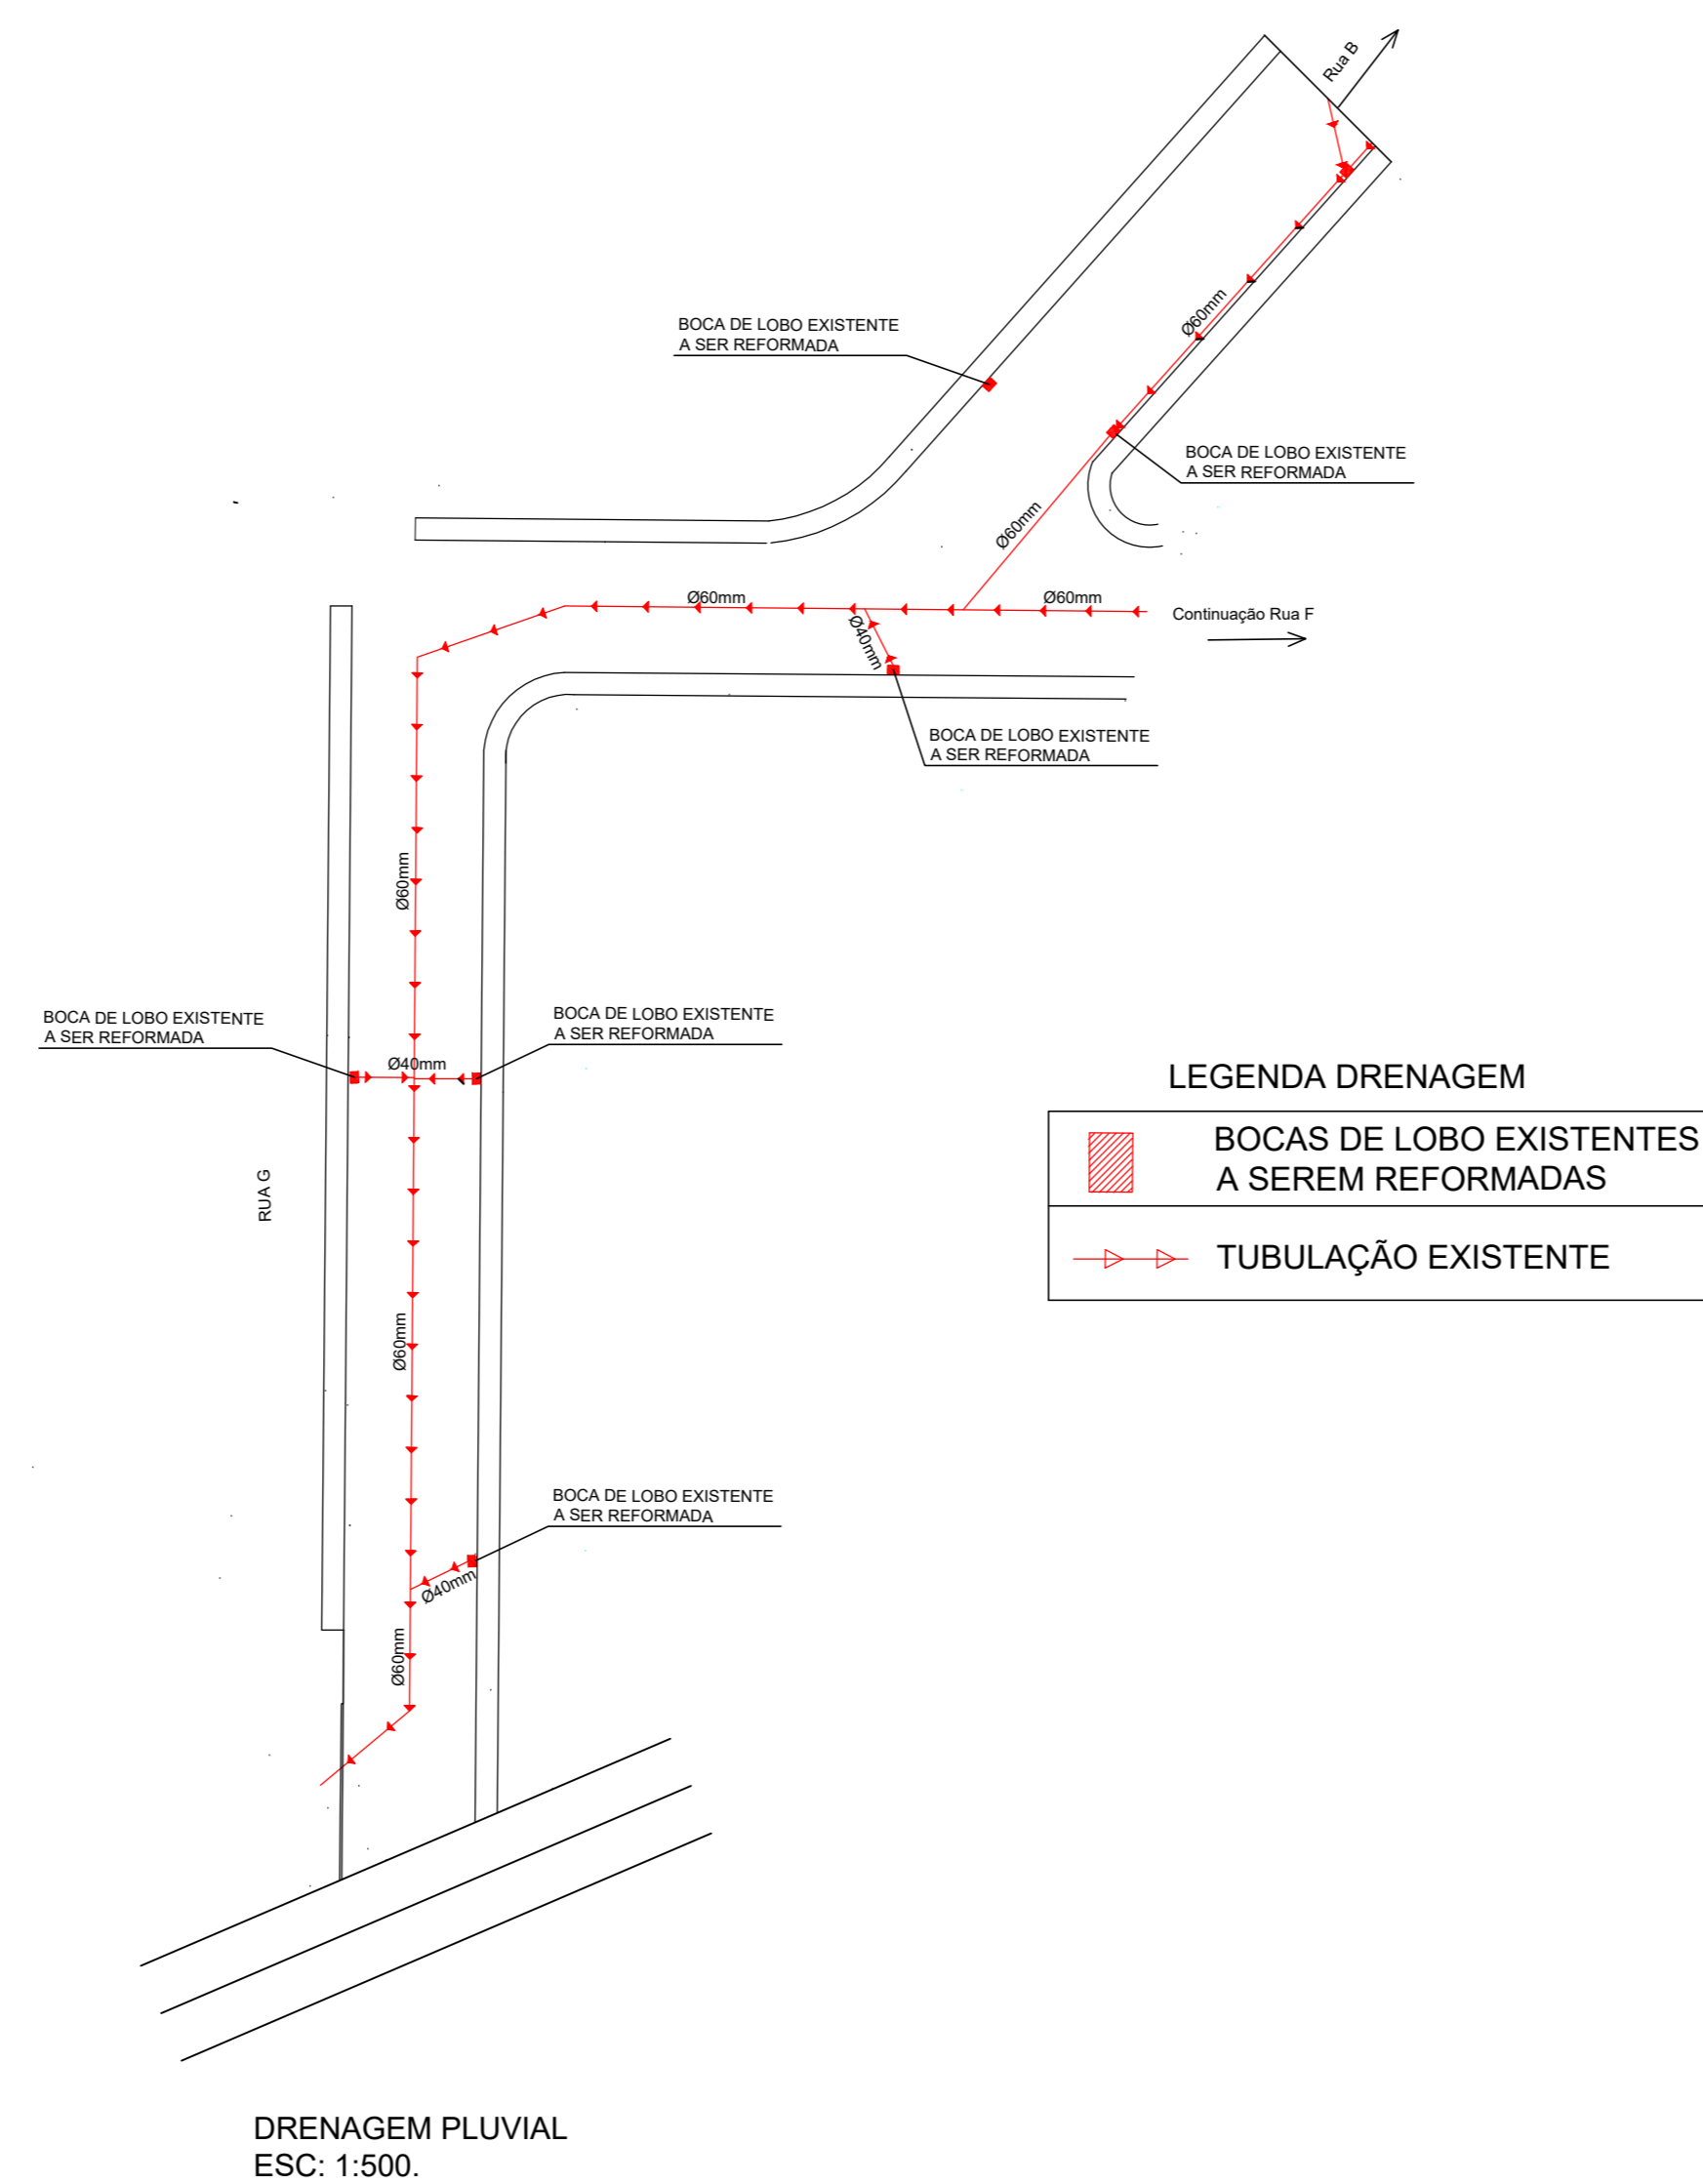 Rua B
BOCA DE LOBO EXISTENTE
A SER REFORMADA
Ø60mm
BOCA DE LOBO EXISTENTE
A SER REFORMADA
Ø60mm
Ø60mm
Ø60mm
Continuação Rua F
Ø40mm
BOCA DE LOBO EXISTENTE
A SER REFORMADA
Ø60mm
BOCA DE LOBO EXISTENTE
A SER REFORMADA
Ø40mm
BOCA DE LOBO EXISTENTE
A SER REFORMADA
RUA G
LEGENDA DRENAGEM
BOCAS DE LOBO EXISTENTES
A SEREM REFORMADAS
TUBULAÇÃO EXISTENTE
Ø60mm
BOCA DE LOBO EXISTENTE
A SER REFORMADA
Ø40mm
Ø60mm
DRENAGEM PLUVIAL
ESC: 1:500.